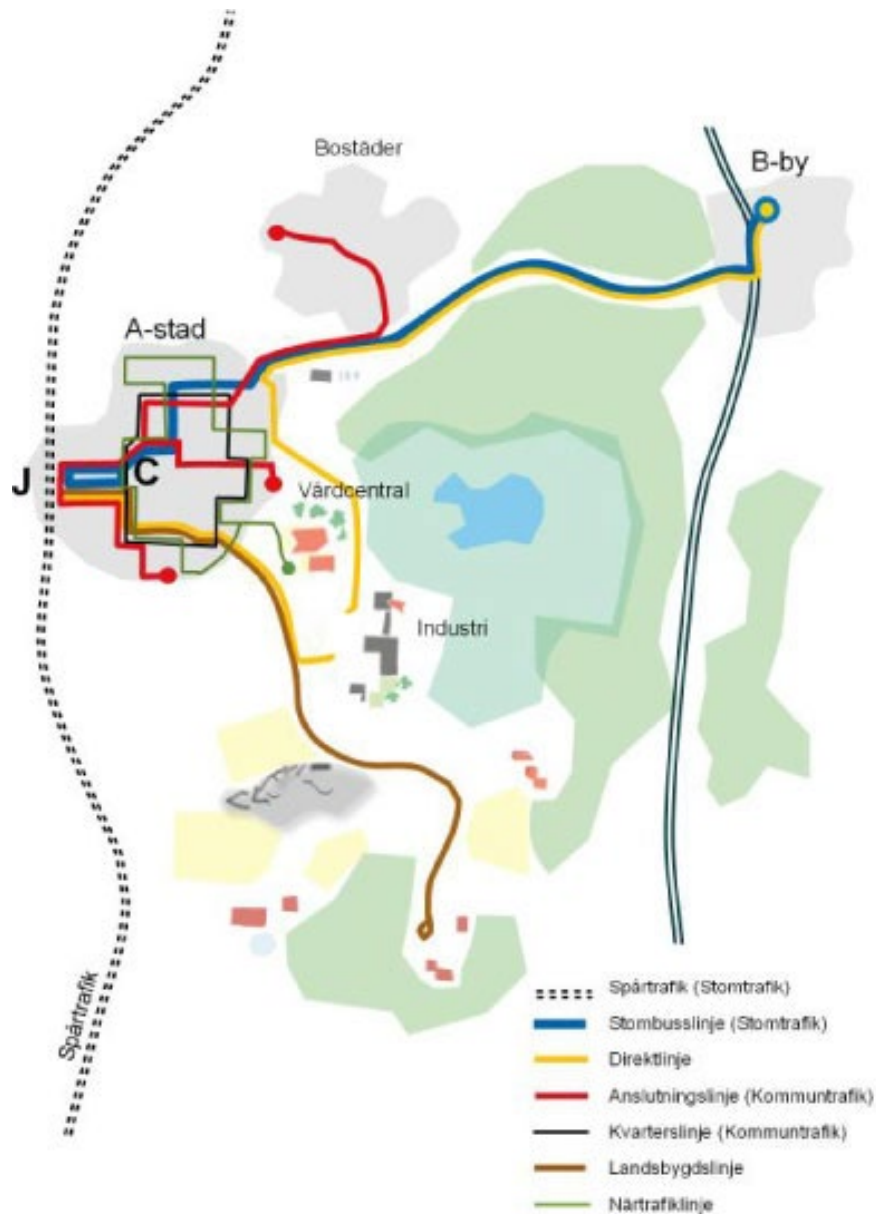 Bostäder
B-by
A-stad
J
C
Vårdcentral
Industri
Spårtrafik
Spårtrafik (Stomtrafik)
Stombusslinje (Stomtrafik)
Direktlinje
Anslutningslinje (Kommuntrafik)
Kvarterslinje (Kommuntrafik)
Landsbygdslinje
Närtrafiklinje